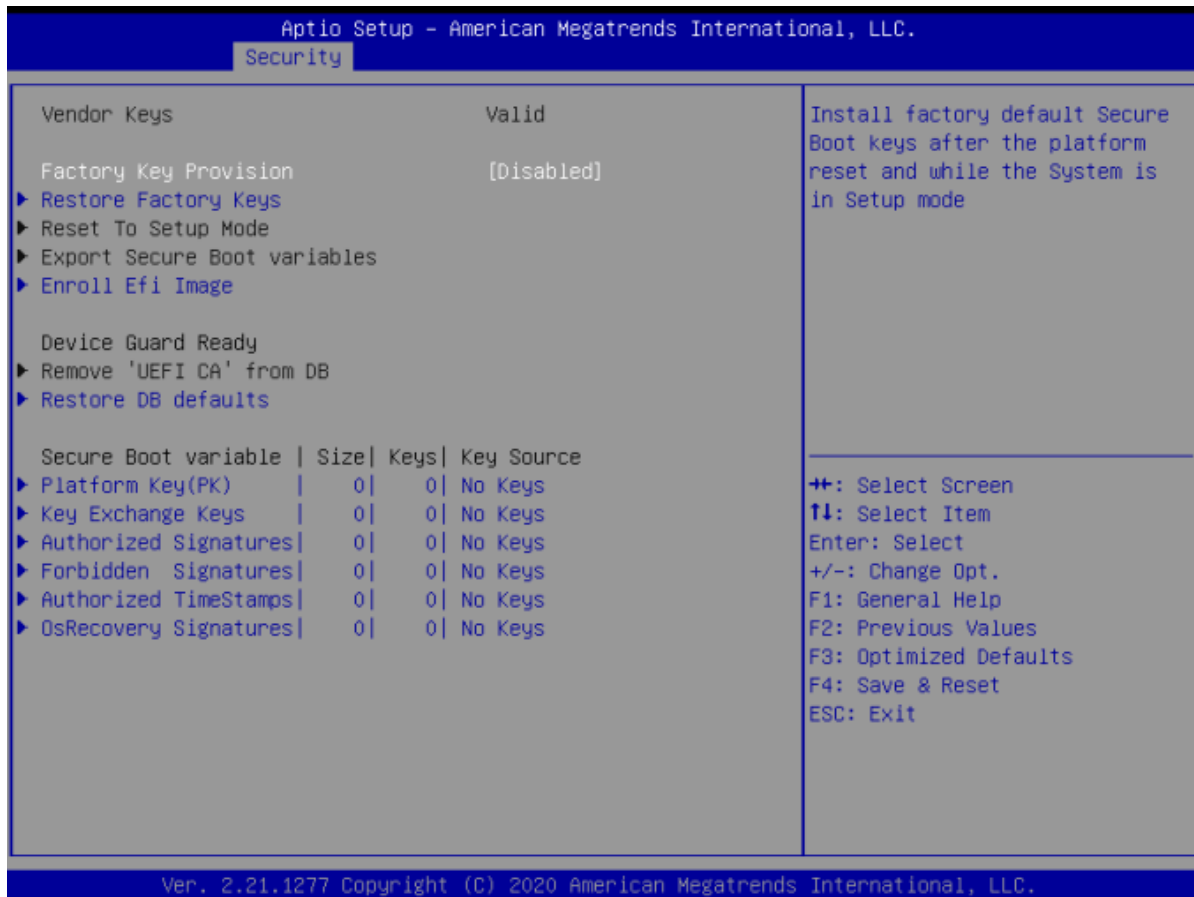 Aptio Setup – American Megatrends International, LLC.
Security
Vendor Keys Valid
Factory Key Provision [Disabled]
▶ Restore Factory Keys
▶ Reset To Setup Mode
▶ Export Secure Boot variables
▶ Enroll Efi Image
Device Guard Ready
▶ Remove 'UEFI CA' from DB
▶ Restore DB defaults
Secure Boot variable | Size| Keys| Key Source
▶ Platform Key(PK) | 0| 0| No Keys
▶ Key Exchange Keys | 0| 0| No Keys
▶ Authorized Signatures| 0| 0| No Keys
▶ Forbidden Signatures| 0| 0| No Keys
▶ Authorized TimeStamps| 0| 0| No Keys
▶ OsRecovery Signatures| 0| 0| No Keys
Install factory default Secure
Boot keys after the platform
reset and while the System is
in Setup mode
→←: Select Screen
↑↓: Select Item
Enter: Select
+/-: Change Opt.
F1: General Help
F2: Previous Values
F3: Optimized Defaults
F4: Save & Reset
ESC: Exit
Ver. 2.21.1277 Copyright (C) 2020 American Megatrends International, LLC.